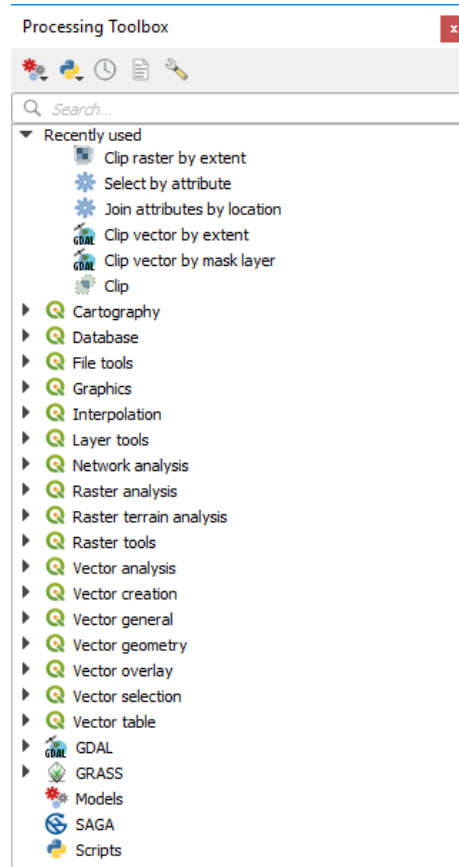 Processing Toolbox
x
Search...
Recently used
Clip raster by extent
Select by attribute
Join attributes by location
GDAL Clip vector by extent
GDAL Clip vector by mask layer
Clip
Cartography
Database
File tools
Graphics
Interpolation
Layer tools
Network analysis
Raster analysis
Raster terrain analysis
Raster tools
Vector analysis
Vector creation
Vector general
Vector geometry
Vector overlay
Vector selection
Vector table
GDAL GDAL
GRASS
Models
SAGA
Scripts